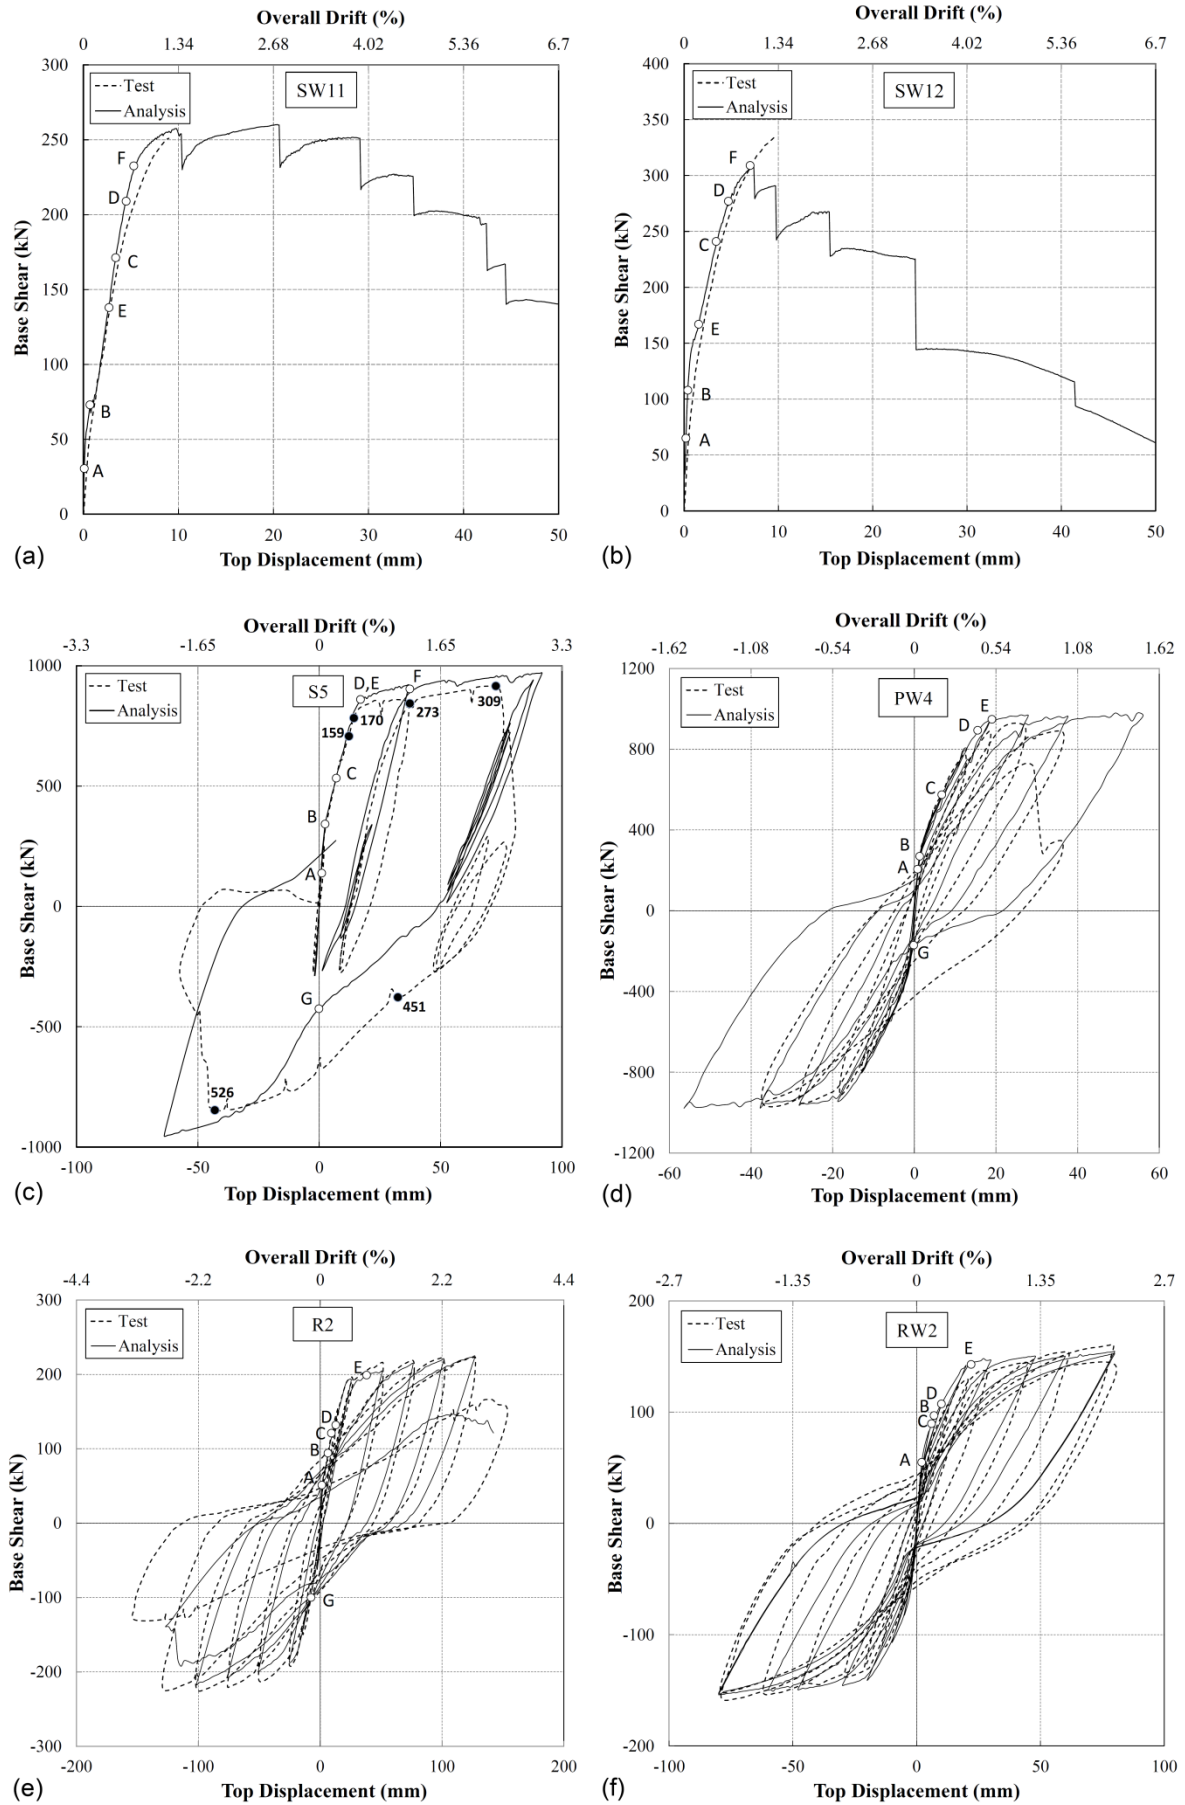 Overall Drift (%)
0 1.34 2.68 4.02 5.36 6.7
300
250
200
150
100
50
0
Base Shear (kN)
Test
Analysis
SW11
F
D
C
E
B
A
0 10 20 30 40 50
Top Displacement (mm)
(a)
Overall Drift (%)
0 1.34 2.68 4.02 5.36 6.7
400
350
300
250
200
150
100
50
0
Base Shear (kN)
Test
Analysis
SW12
F
D
C
E
B
A
0 10 20 30 40 50
Top Displacement (mm)
(b)
Overall Drift (%)
-3.3 -1.65 0 1.65 3.3
1000
500
0
-500
-1000
Base Shear (kN)
Test
Analysis
S5
D,E
F
159
170
273
309
C
B
A
G
451
526
-100 -50 0 50 100
Top Displacement (mm)
(c)
Overall Drift (%)
-1.62 -1.08 -0.54 0 0.54 1.08 1.62
1200
800
400
0
-400
-800
-1200
Base Shear (kN)
Test
Analysis
PW4
E
D
C
B
A
G
-60 -40 -20 0 20 40 60
Top Displacement (mm)
(d)
Overall Drift (%)
-4.4 -2.2 0 2.2 4.4
300
200
100
0
-100
-200
-300
Base Shear (kN)
Test
Analysis
R2
E
D
C
B
A
G
-200 -100 0 100 200
Top Displacement (mm)
(e)
Overall Drift (%)
-2.7 -1.35 0 1.35 2.7
200
100
0
-100
-200
Base Shear (kN)
Test
Analysis
RW2
E
D
B
C
A
-100 -50 0 50 100
Top Displacement (mm)
(f)